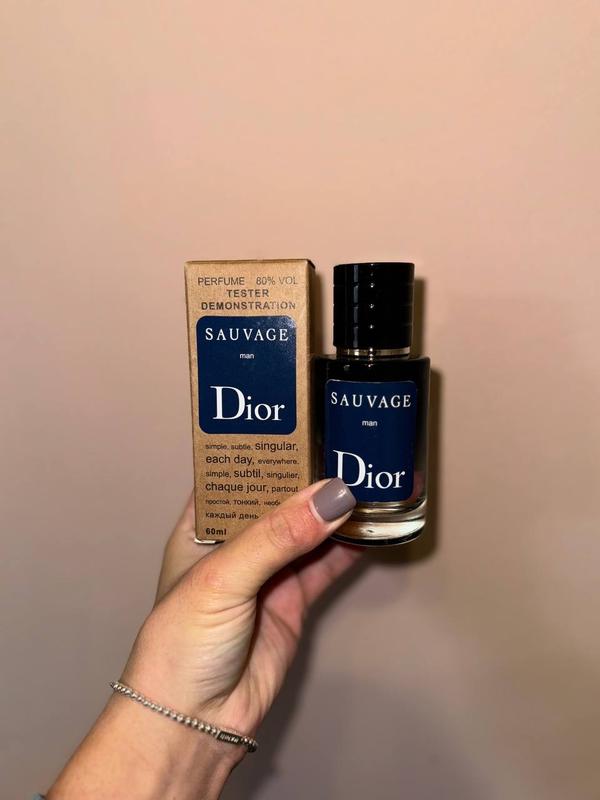 PERFUME 80% VOL
TESTER
DEMONSTRATION
SAUVAGE
man
Dior
simple, subtle, singular,
each day, everywhere.
simple, subtil, singulier,
chaque jour, partout
простой, тонкий,
каждый день
60ml
SAUVAGE
man
Dior